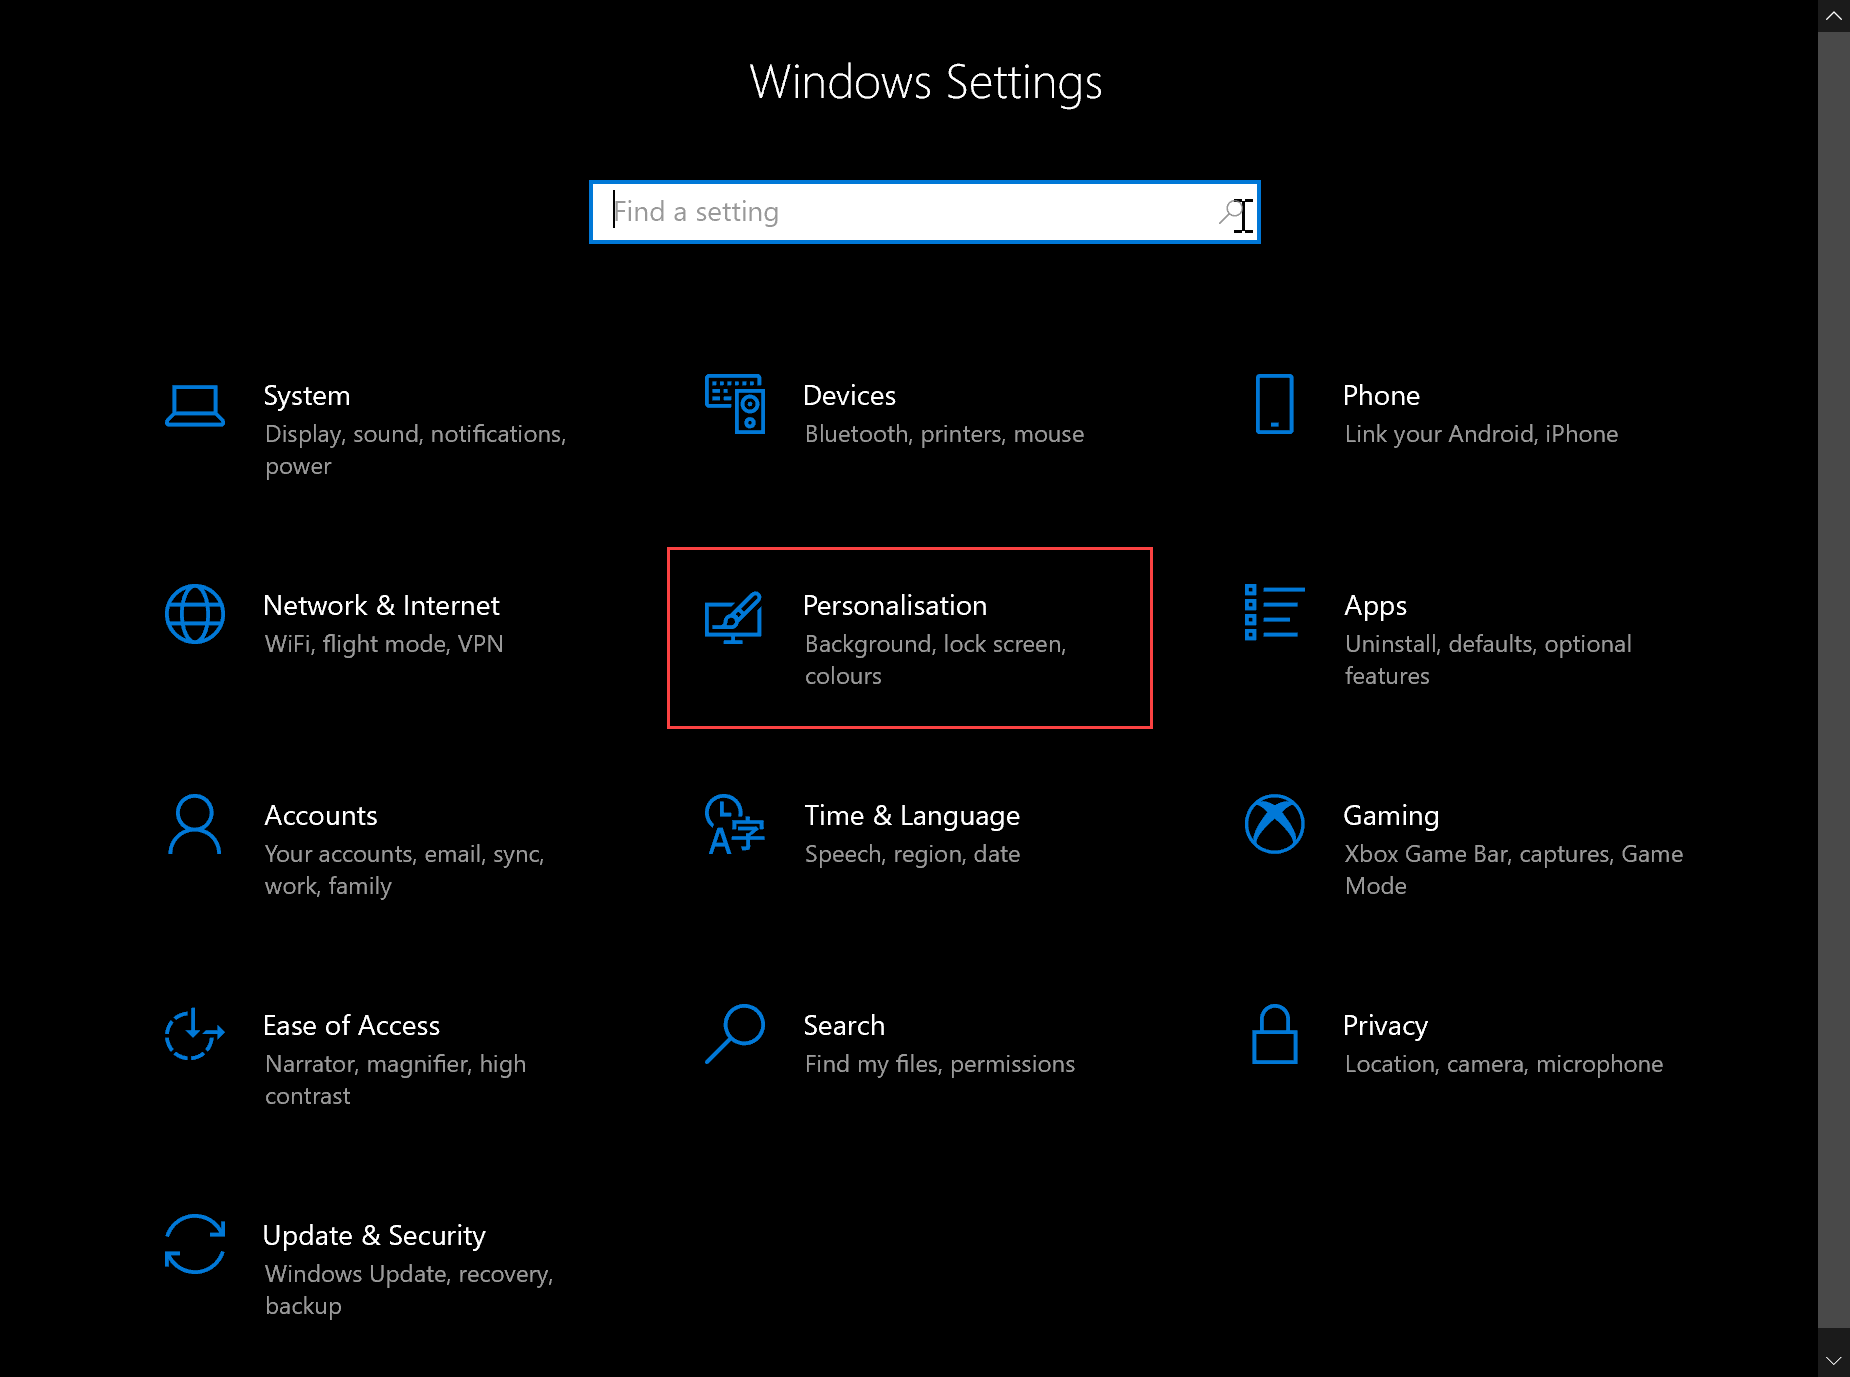 Windows Settings
Find a setting
System
Display, sound, notifications,
power
Devices
Bluetooth, printers, mouse
Phone
Link your Android, iPhone
Network & Internet
WiFi, flight mode, VPN
Personalisation
Background, lock screen,
colours
Apps
Uninstall, defaults, optional
features
Accounts
Your accounts, email, sync,
work, family
Time & Language
Speech, region, date
Gaming
Xbox Game Bar, captures, Game
Mode
Ease of Access
Narrator, magnifier, high
contrast
Search
Find my files, permissions
Privacy
Location, camera, microphone
Update & Security
Windows Update, recovery,
backup